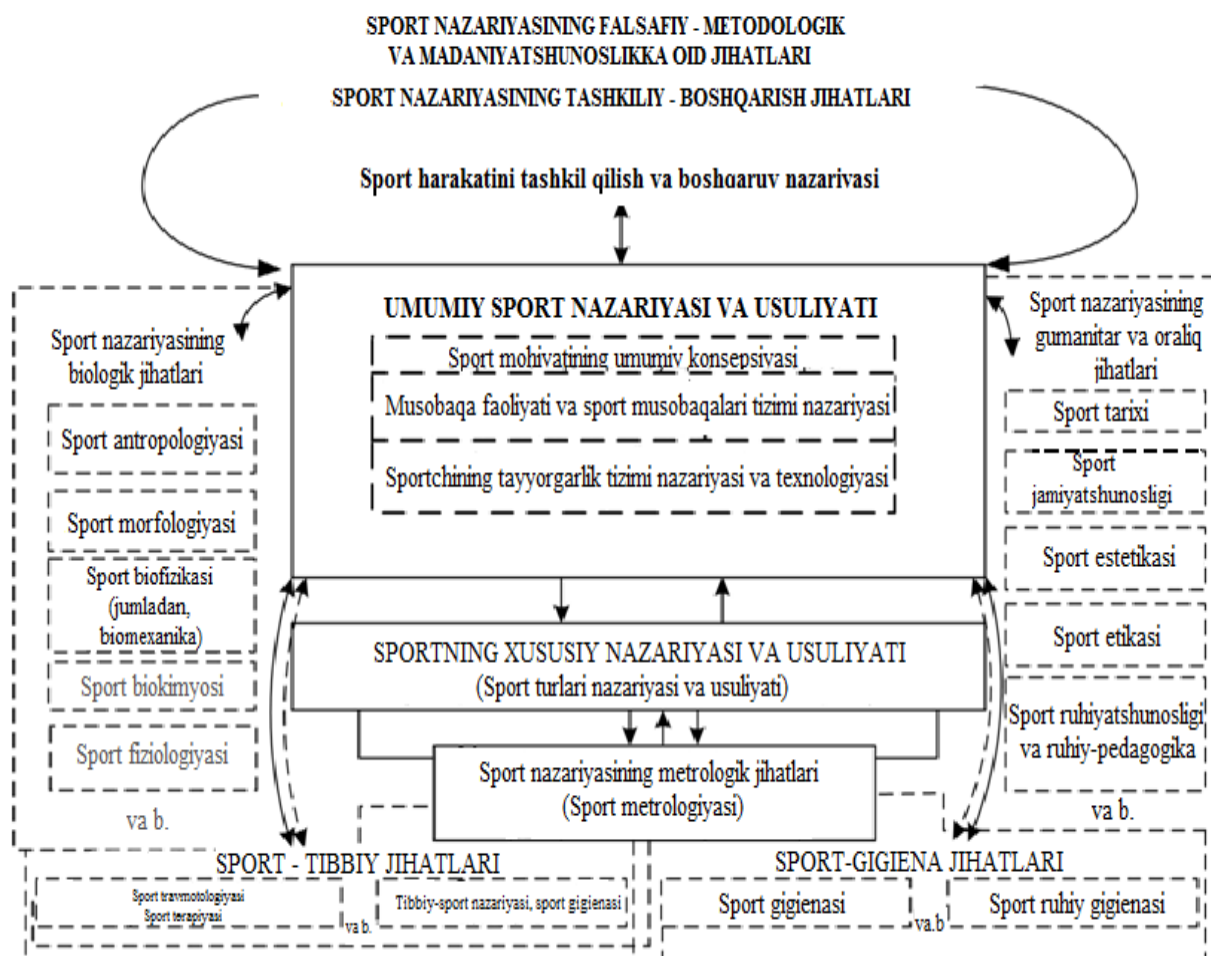 SPORT NAZARIYASINING FALSAFIY - METODOLOGIK
VA MADANIYATSHUNOSLIKKA OID JIHATLARI
SPORT NAZARIYASINING TASHKILIY - BOSHQARISH JIHATLARI
Sport harakatini tashkil qilish va boshqaruv nazariyasi
UMUMIY SPORT NAZARIYASI VA USULIYATI
Sport mohiyatining umumiy konsepsiyasi
Musobaqa faoliyati va sport musobaqalari tizimi nazariyasi
Sportchining tayyorgarlik tizimi nazariyasi va texnologiyasi
Sport nazariyasining
biologik jihatlari
Sport antropologiyasi
Sport morfologiyasi
Sport biofizikasi
(jumladan,
biomexanika)
Sport biokimyosi
Sport fiziologiyasi
va b.
Sport nazariyasining
gumanitar va oraliq
jihatlari
Sport tarixi
Sport
jamiyatshunosligi
Sport estetikasi
Sport etikasi
Sport ruhiyatshunosligi
va ruhiy-pedagogika
va b.
SPORTNING XUSUSIY NAZARIYASI VA USULIYATI
(Sport turlari nazariyasi va usuliyati)
Sport nazariyasining metrologik jihatlari
(Sport metrologiyasi)
SPORT - TIBBIY JIHATLARI
Sport travmotologiyasi
Sport terapiyasi
va b.
Tibbiy-sport nazariyasi, sport gigienasi
SPORT-GIGIENA JIHATLARI
Sport gigienasi
va.b
Sport ruhiy gigienasi